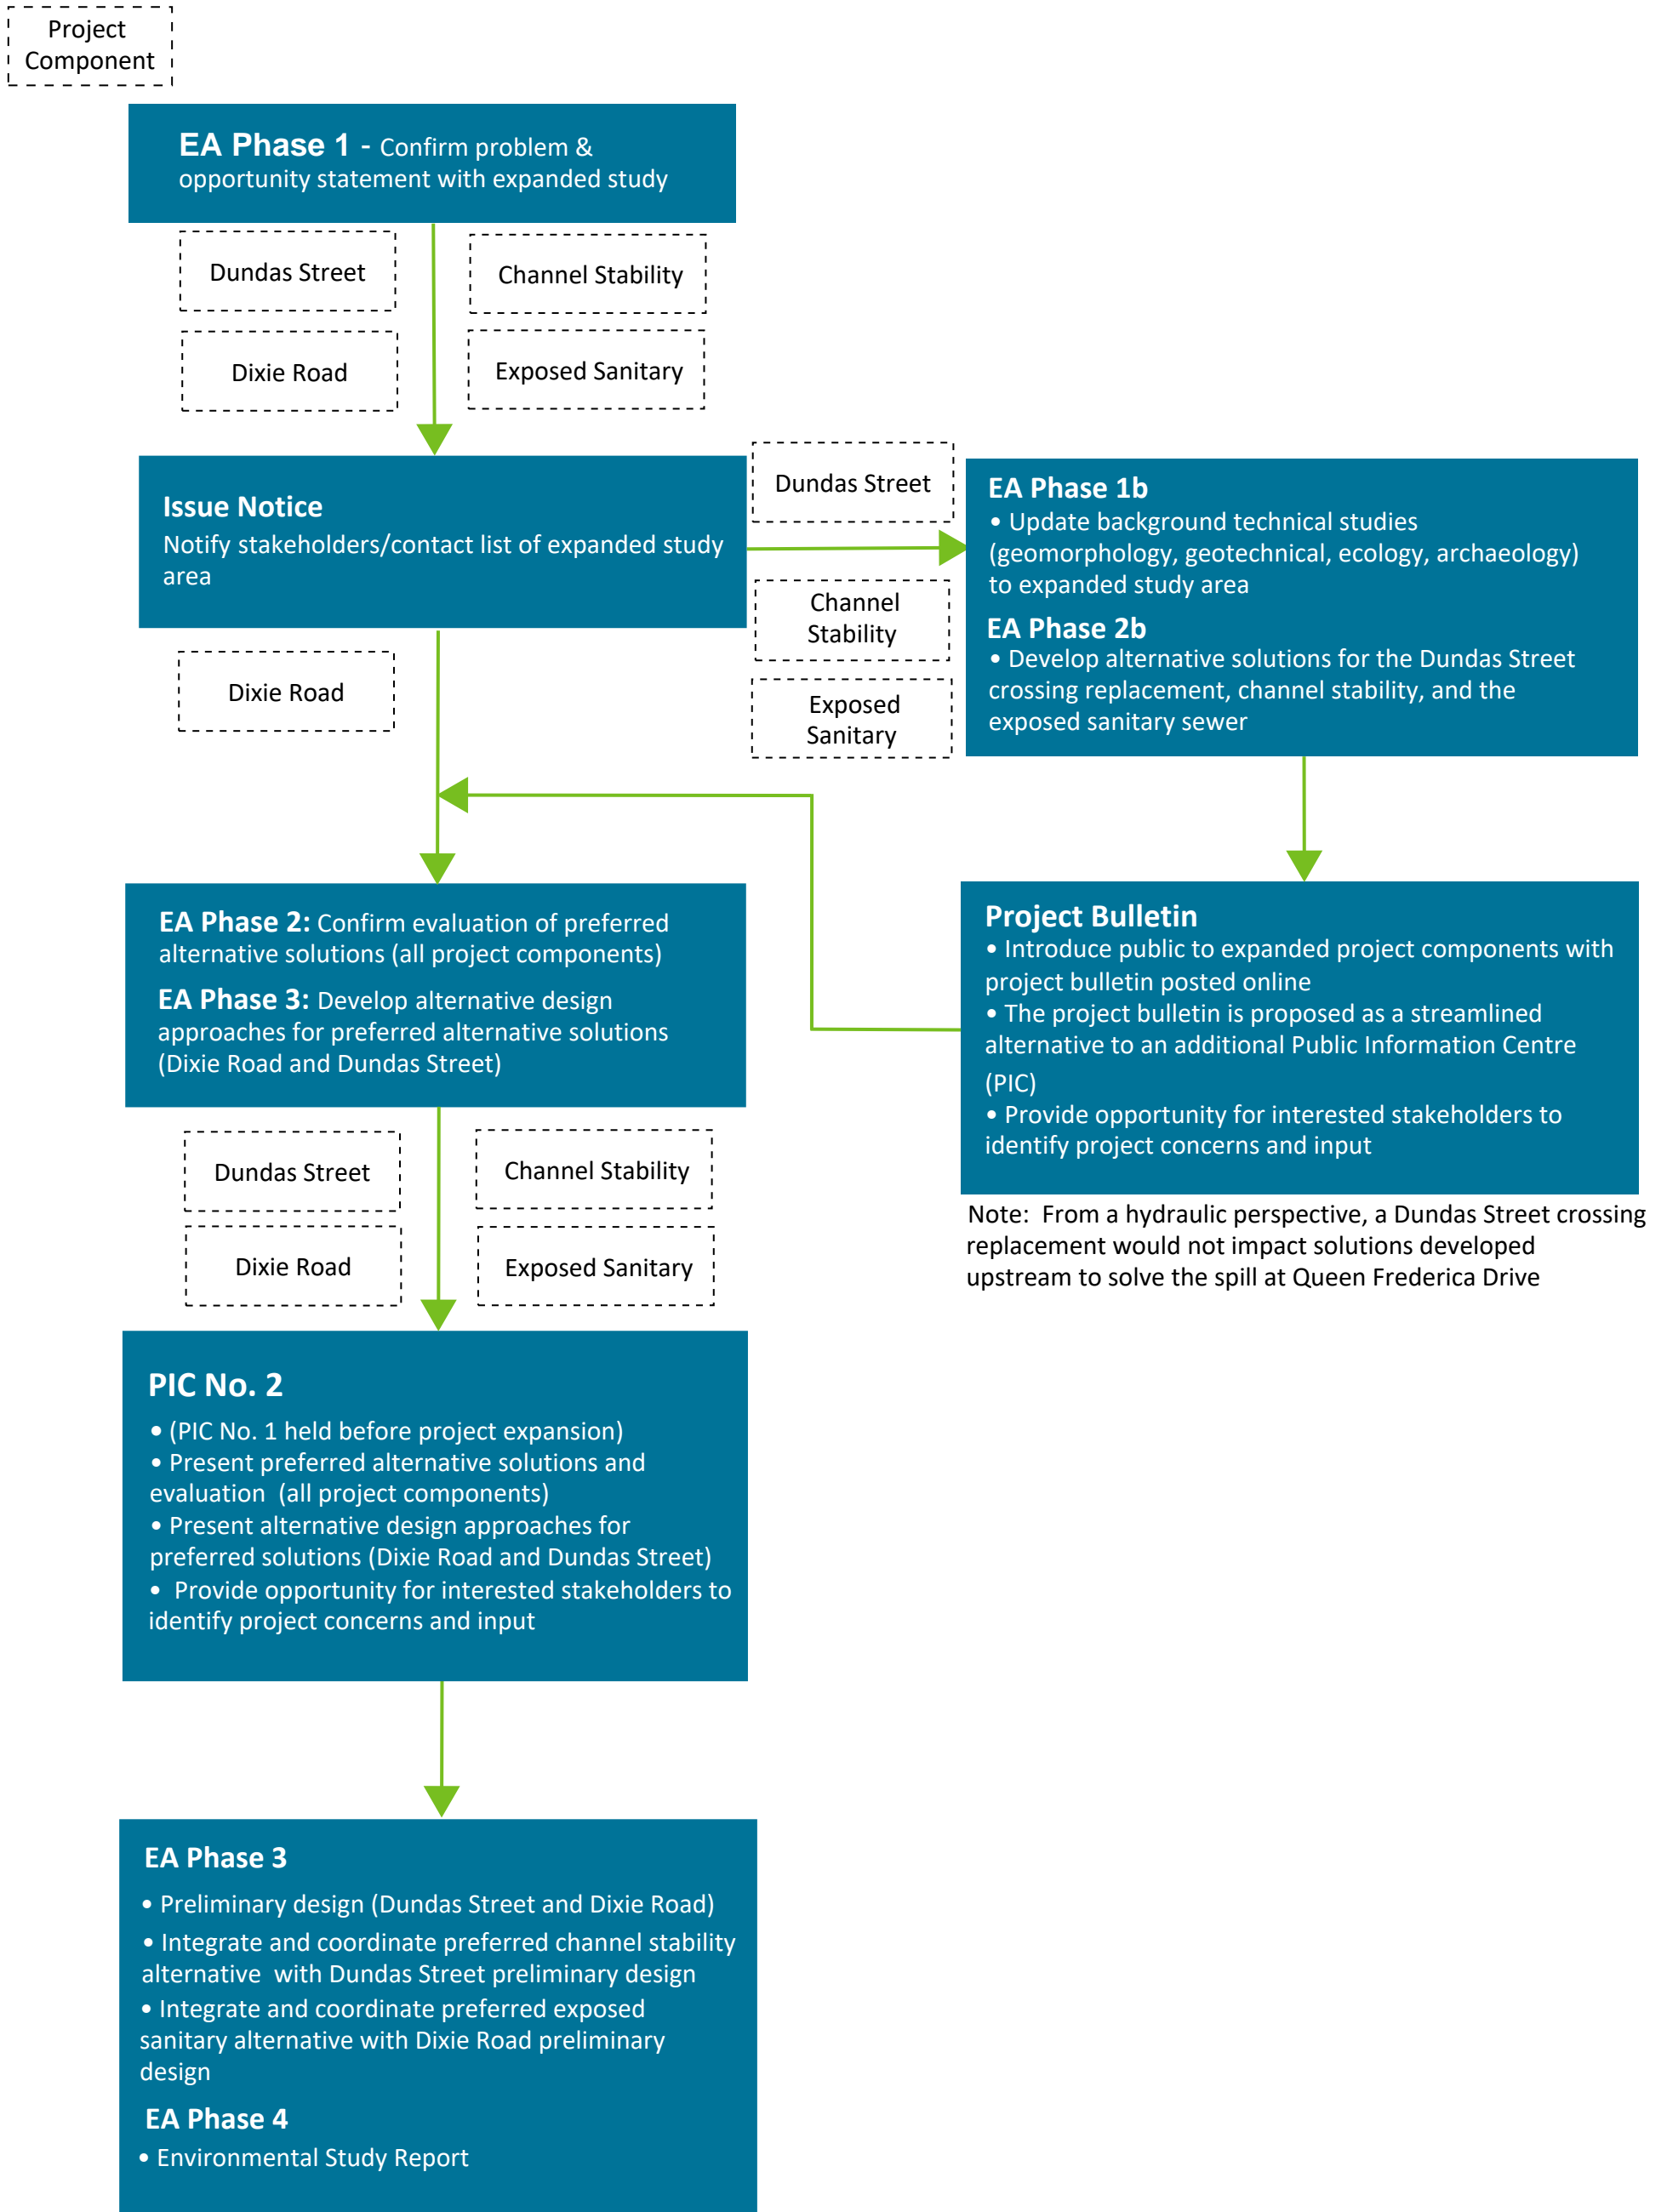 Project
Component
EA Phase 1 - Confirm problem &
opportunity statement with expanded study
Dundas Street
Channel Stability
Dixie Road
Exposed Sanitary
Issue Notice
Notify stakeholders/contact list of expanded study
area
Dundas Street
Channel
Stability
Exposed
Sanitary
EA Phase 1b
• Update background technical studies
(geomorphology, geotechnical, ecology, archaeology)
to expanded study area
EA Phase 2b
• Develop alternative solutions for the Dundas Street
crossing replacement, channel stability, and the
exposed sanitary sewer
Dixie Road
EA Phase 2: Confirm evaluation of preferred
alternative solutions (all project components)
EA Phase 3: Develop alternative design
approaches for preferred alternative solutions
(Dixie Road and Dundas Street)
Project Bulletin
• Introduce public to expanded project components with
project bulletin posted online
• The project bulletin is proposed as a streamlined
alternative to an additional Public Information Centre
(PIC)
• Provide opportunity for interested stakeholders to
identify project concerns and input
Note:  From a hydraulic perspective, a Dundas Street crossing
replacement would not impact solutions developed
upstream to solve the spill at Queen Frederica Drive
Dundas Street
Channel Stability
Dixie Road
Exposed Sanitary
PIC No. 2
• (PIC No. 1 held before project expansion)
• Present preferred alternative solutions and
evaluation  (all project components)
• Present alternative design approaches for
preferred solutions (Dixie Road and Dundas Street)
•  Provide opportunity for interested stakeholders to
identify project concerns and input
EA Phase 3
• Preliminary design (Dundas Street and Dixie Road)
• Integrate and coordinate preferred channel stability
alternative  with Dundas Street preliminary design
• Integrate and coordinate preferred exposed
sanitary alternative with Dixie Road preliminary
design
EA Phase 4
• Environmental Study Report